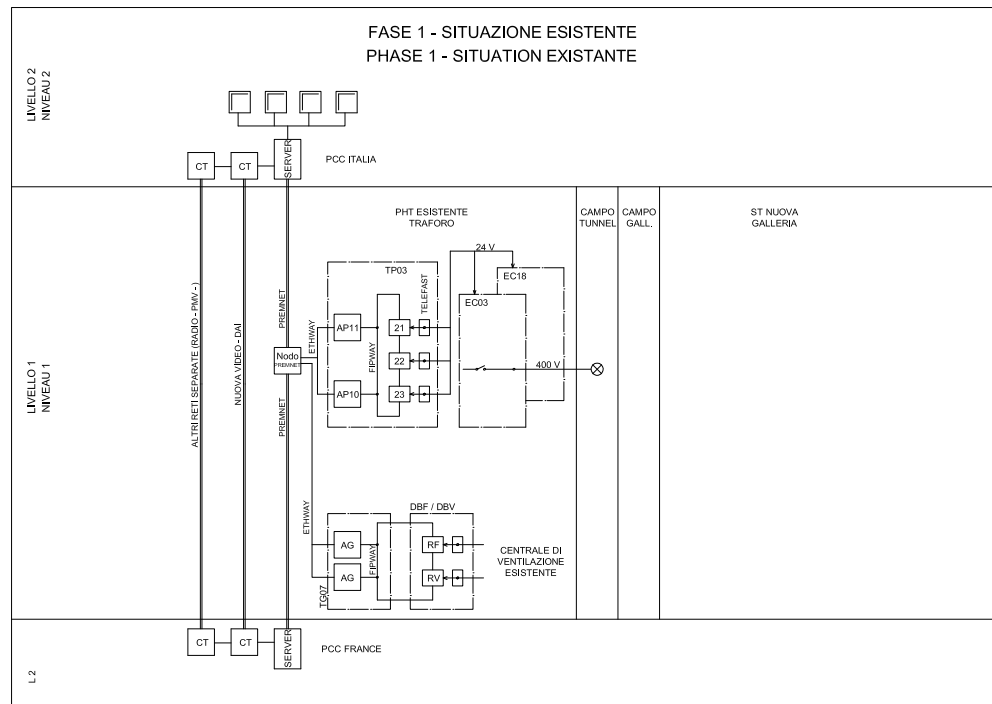 FASE 1 - SITUAZIONE ESISTENTE
PHASE 1 - SITUATION EXISTANTE
LIVELLO 2
NIVEAU 2
CT
CT
SERVER
PCC ITALIA
PHT ESISTENTE
TRAFORO
CAMPO
TUNNEL
CAMPO
GALL.
ST NUOVA
GALLERIA
LIVELLO 1
NIVEAU 1
ALTRI RETI SEPARATE (RADIO - PMV - )
NUOVA VIDEO - DAI
PREMNET
Nodo
PREMNET
PREMNET
ETHWAY
TP03
AP11
AP10
FIPWAY
21
22
23
TELEFAST
24 V
EC18
EC03
400 V
ETHWAY
TG07
AG
AG
FIPWAY
DBF / DBV
RF
RV
CENTRALE DI
VENTILAZIONE
ESISTENTE
L 2
CT
CT
SERVER
PCC FRANCE